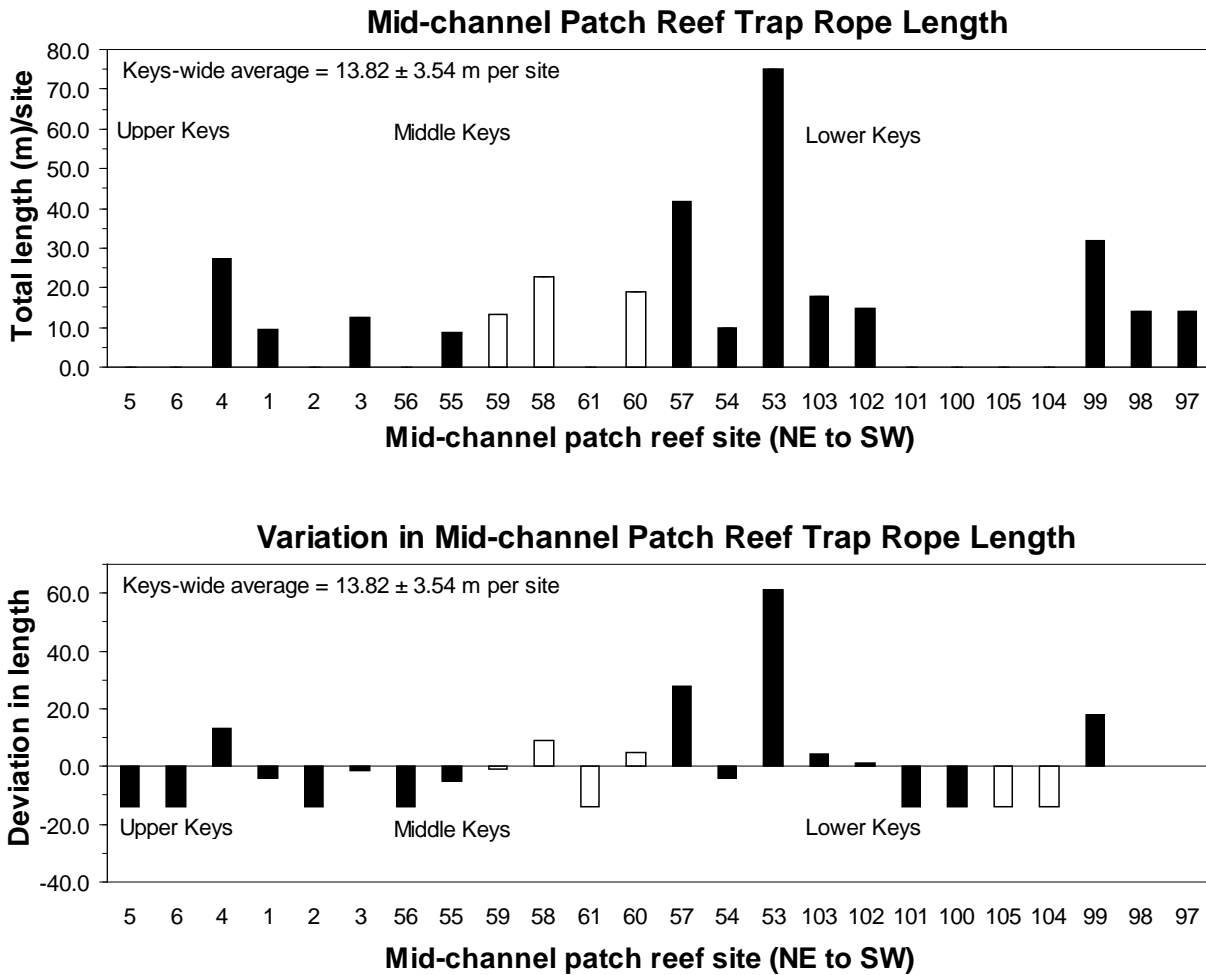 Mid-channel Patch Reef Trap Rope Length
Total length (m)/site
80.0
70.0
60.0
50.0
40.0
30.0
20.0
10.0
0.0
Keys-wide average = 13.82 ± 3.54 m per site
Upper Keys Middle Keys Lower Keys
5 6 4 1 2 3 56 55 59 58 61 60 57 54 53 103 102 101 100 105 104 99 98 97
Mid-channel patch reef site (NE to SW)
Variation in Mid-channel Patch Reef Trap Rope Length
Deviation in length
60.0
40.0
20.0
0.0
-20.0
-40.0
Keys-wide average = 13.82 ± 3.54 m per site
Upper Keys Middle Keys Lower Keys
5 6 4 1 2 3 56 55 59 58 61 60 57 54 53 103 102 101 100 105 104 99 98 97
Mid-channel patch reef site (NE to SW)